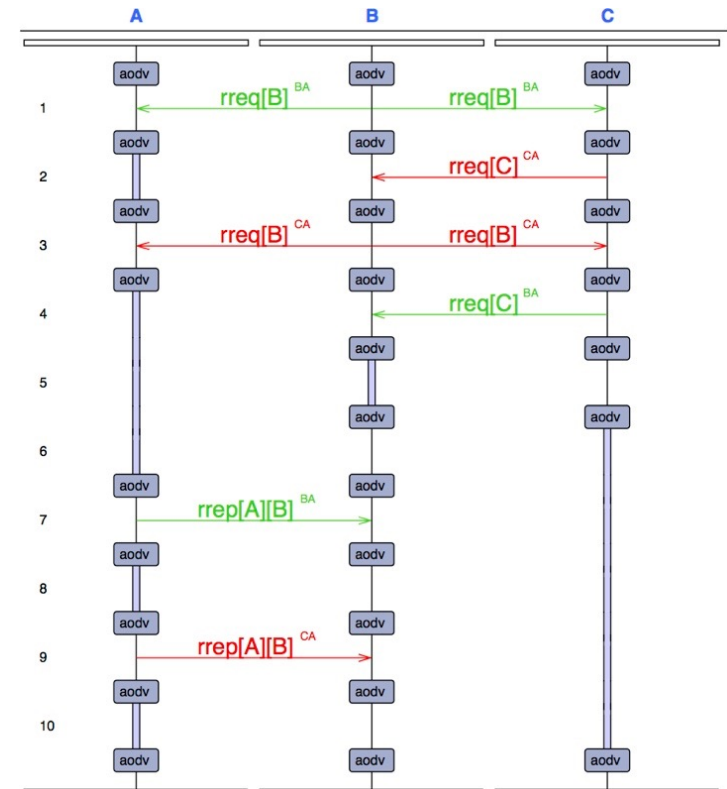 A B C
aodv aodv aodv
1 rreq[B] BA rreq[B] BA
aodv aodv aodv
2 rreq[C] CA
aodv aodv aodv
3 rreq[B] CA rreq[B] CA
aodv aodv aodv
4 rreq[C] BA
aodv aodv
5
aodv aodv
6
aodv aodv
7 rrep[A][B] BA
aodv aodv
8
aodv aodv
9 rrep[A][B] CA
aodv aodv
10
aodv aodv aodv